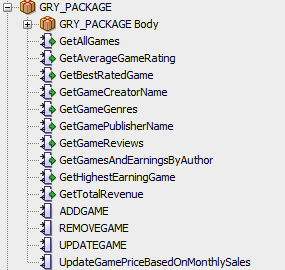 GRY_PACKAGE
GRY_PACKAGE Body
GetAllGames
GetAverageGameRating
GetBestRatedGame
GetGameCreatorName
GetGameGenres
GetGamePublisherName
GetGameReviews
GetGamesAndEarningsByAuthor
GetHighestEarningGame
GetTotalRevenue
ADDGAME
REMOVEGAME
UPDATEGAME
UpdateGamePriceBasedOnMonthlySales